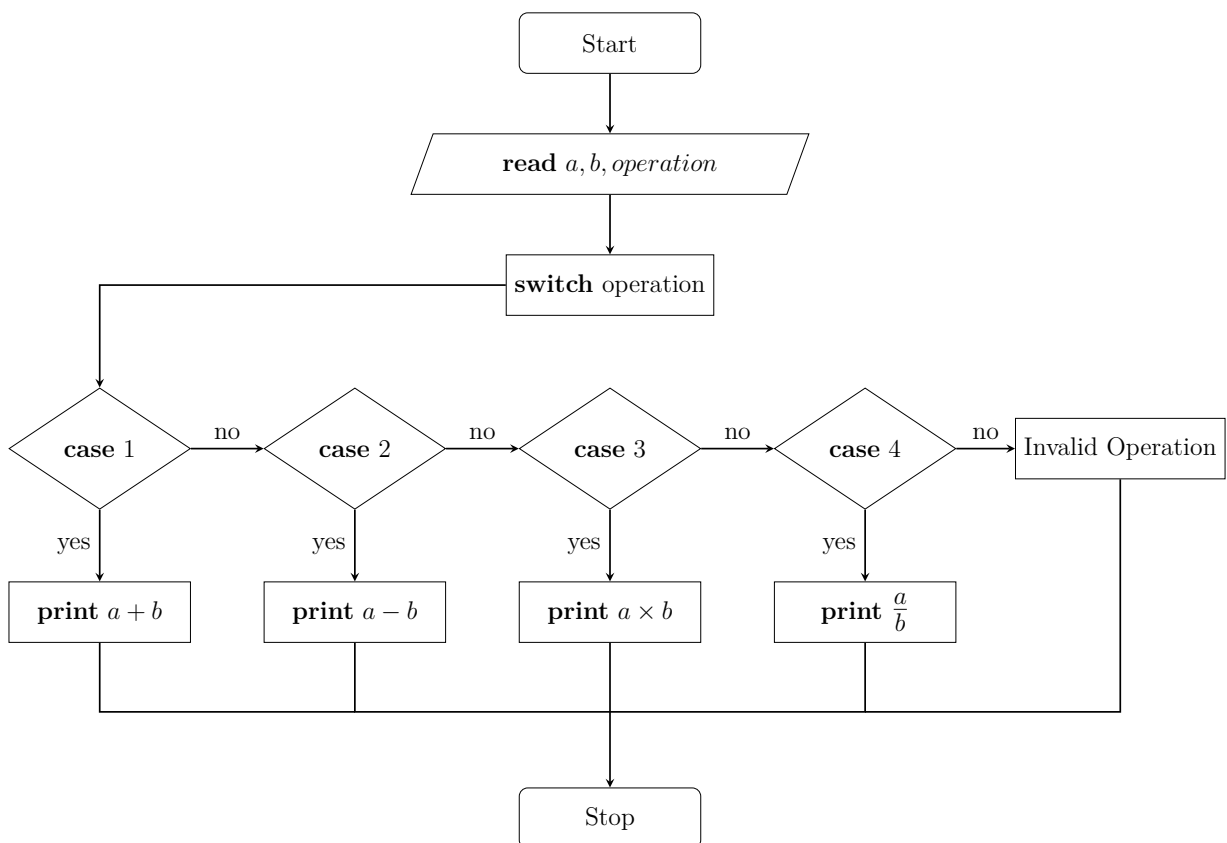 Start
read a, b, operation
switch operation
case 1
no
case 2
no
case 3
no
case 4
no
Invalid Operation
yes
yes
yes
yes
print a + b
print a − b
print a × b
print a/b
Stop